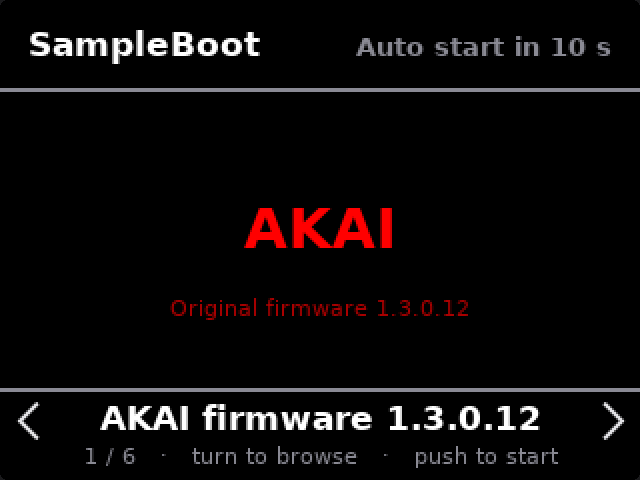 SampleBoot
Auto start in 10 s
AKAI
Original firmware 1.3.0.12
AKAI firmware 1.3.0.12
1 / 6 · turn to browse · push to start